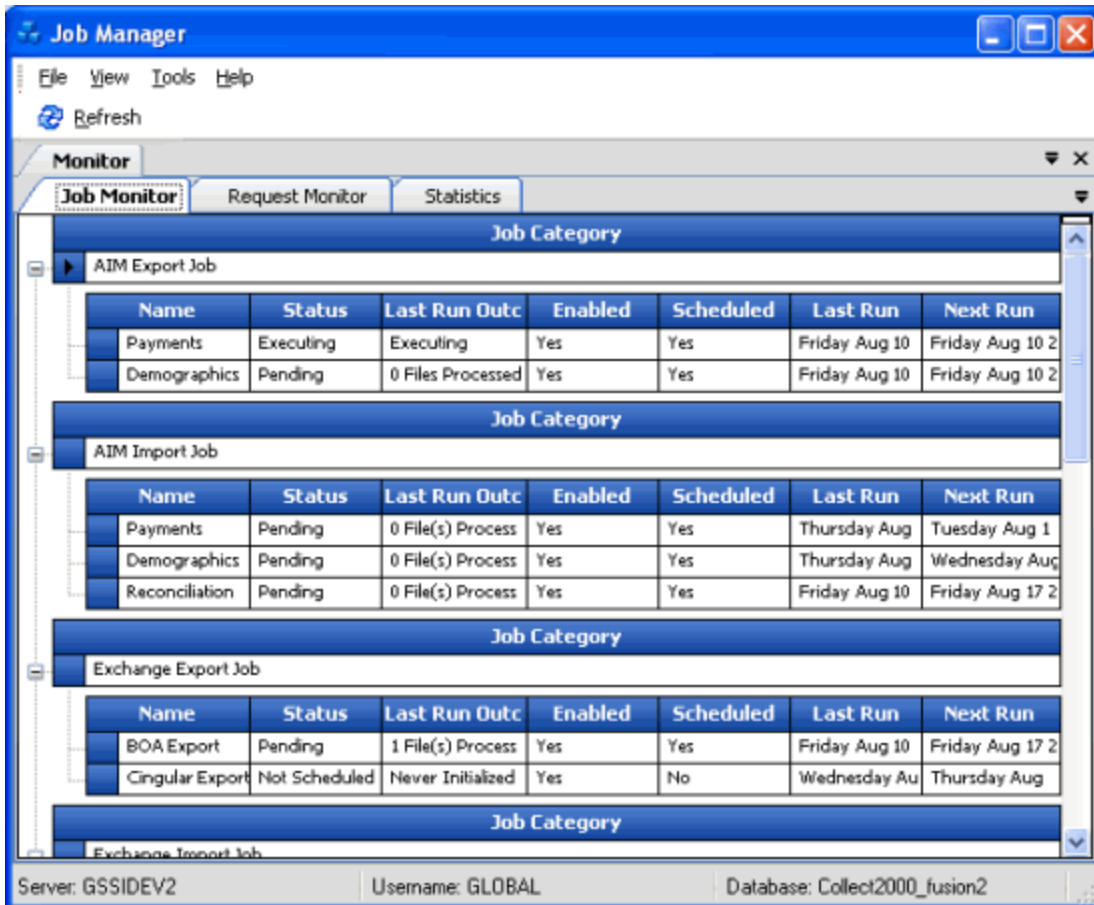 Job Manager
File View Tools Help
Refresh
Monitor
Job Monitor Request Monitor Statistics
Job Category
AIM Export Job
Name Status Last Run Outc Enabled Scheduled Last Run Next Run
Payments Executing Executing Yes Yes Friday Aug 10 Friday Aug 10 2
Demographics Pending 0 Files Processed Yes Yes Friday Aug 10 Friday Aug 10 2
Job Category
AIM Import Job
Name Status Last Run Outc Enabled Scheduled Last Run Next Run
Payments Pending 0 File(s) Process Yes Yes Thursday Aug Tuesday Aug 1
Demographics Pending 0 File(s) Process Yes Yes Thursday Aug Wednesday Aug
Reconciliation Pending 0 File(s) Process Yes Yes Friday Aug 10 Friday Aug 17 2
Job Category
Exchange Export Job
Name Status Last Run Outc Enabled Scheduled Last Run Next Run
BOA Export Pending 1 File(s) Process Yes Yes Friday Aug 10 Friday Aug 17 2
Cingular Export Not Scheduled Never Initialized Yes No Wednesday Au Thursday Aug
Job Category
Exchange Import Job
Server: GSSIDEV2 Username: GLOBAL Database: Collect2000_fusion2